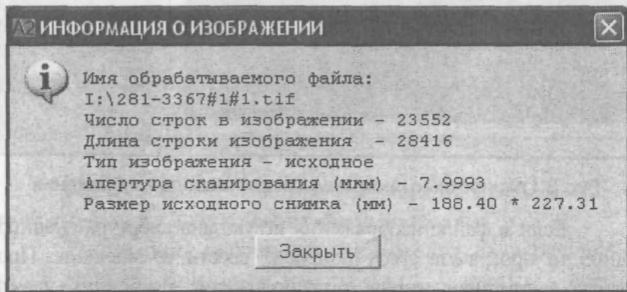 ИНФОРМАЦИЯ О ИЗОБРАЖЕНИИ
Имя обрабатываемого файла:
I:\281-3367#1#1.tif
Число строк в изображении - 23552
Длина строки изображения - 28416
Тип изображения - исходное
Апертура сканирования (мкм) - 7.9993
Размер исходного снимка (мм) - 188.40 * 227.31
Закрыть